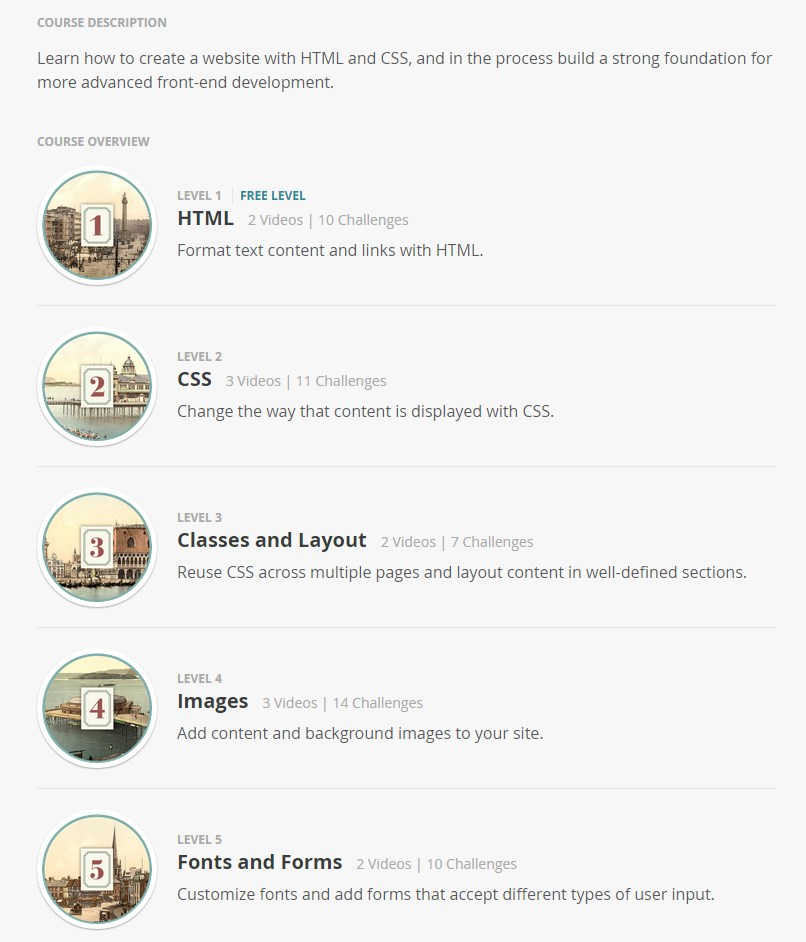 COURSE DESCRIPTION
Learn how to create a website with HTML and CSS, and in the process build a strong foundation for
more advanced front-end development.
COURSE OVERVIEW
1
LEVEL 1 FREE LEVEL
HTML 2 Videos | 10 Challenges
Format text content and links with HTML.
2
LEVEL 2
CSS 3 Videos | 11 Challenges
Change the way that content is displayed with CSS.
3
LEVEL 3
Classes and Layout 2 Videos | 7 Challenges
Reuse CSS across multiple pages and layout content in well-defined sections.
4
LEVEL 4
Images 3 Videos | 14 Challenges
Add content and background images to your site.
5
LEVEL 5
Fonts and Forms 2 Videos | 10 Challenges
Customize fonts and add forms that accept different types of user input.